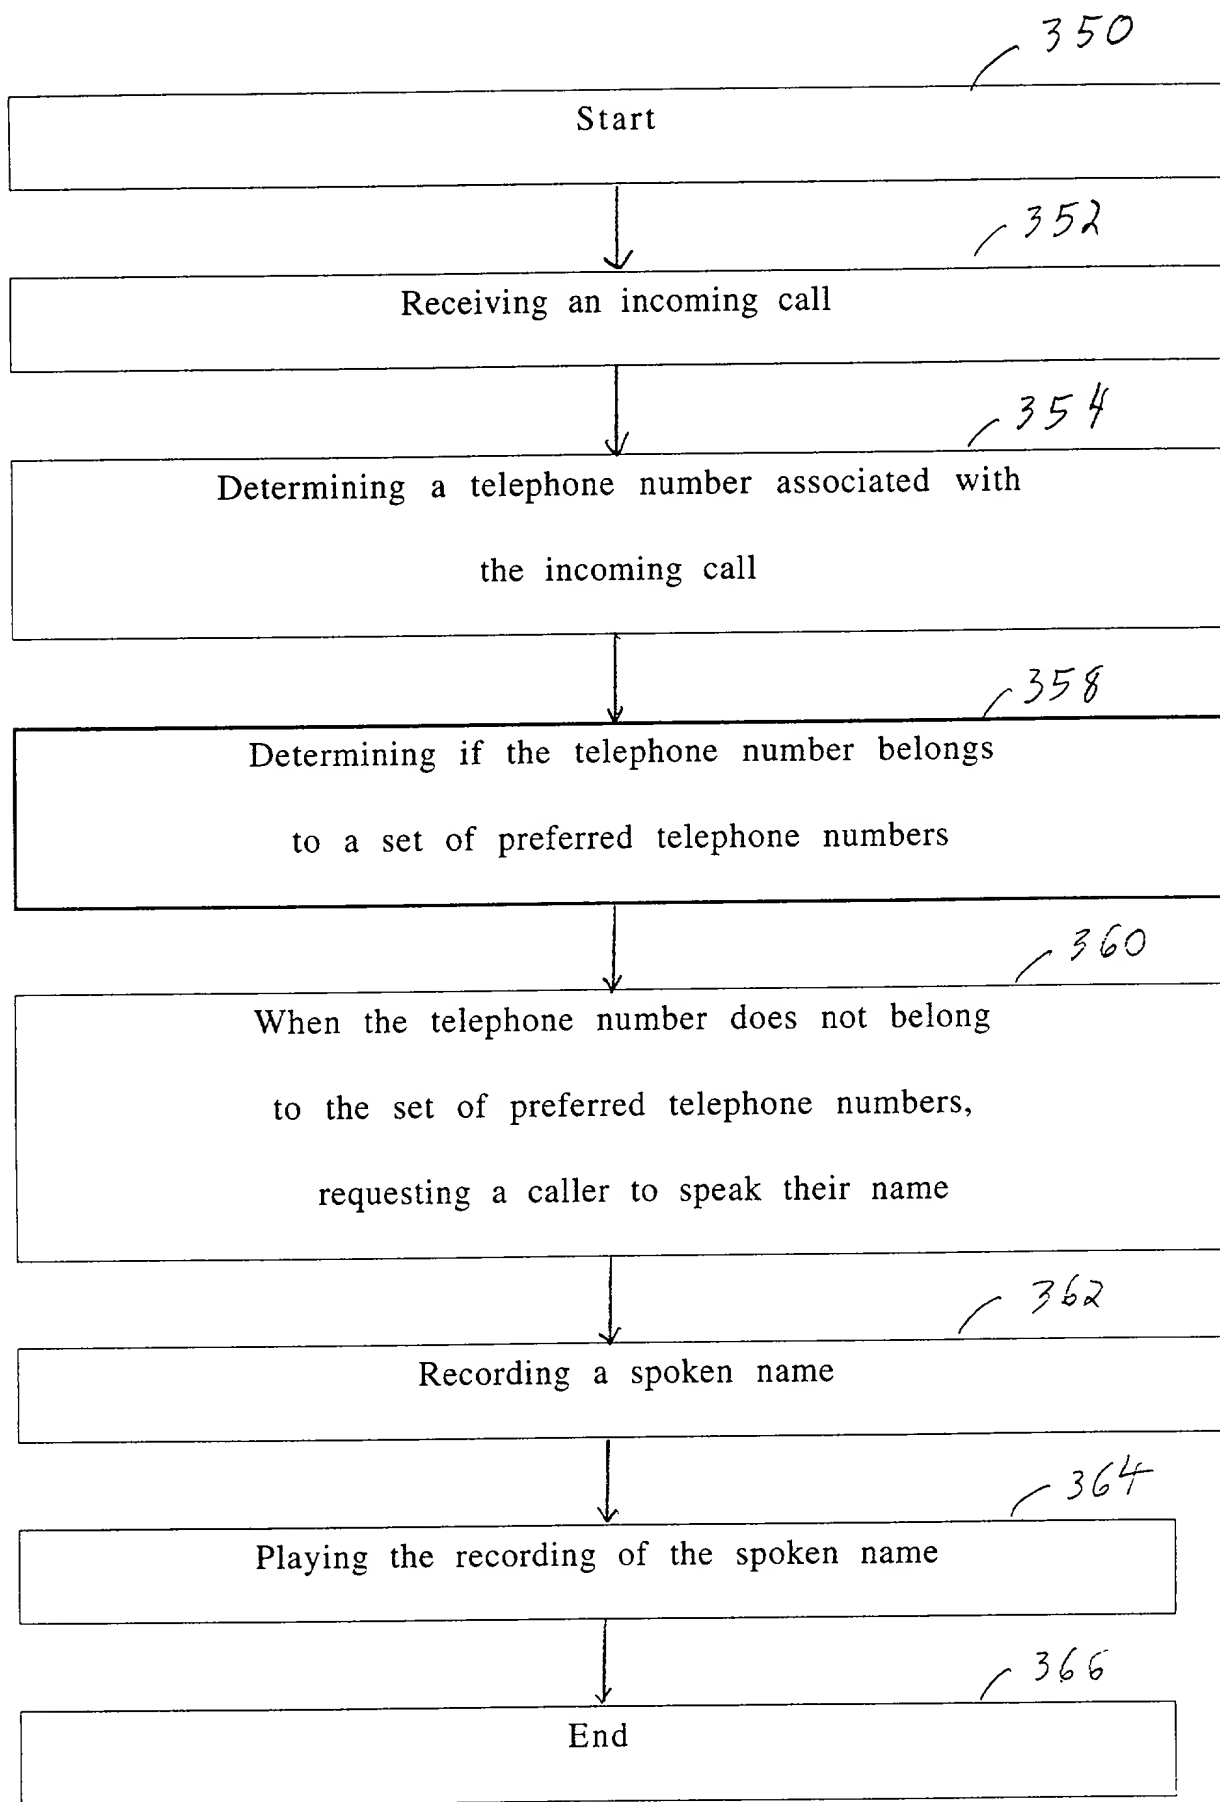 350
Start
352
Receiving an incoming call
354
Determining a telephone number associated with
the incoming call
358
Determining if the telephone number belongs
to a set of preferred telephone numbers
360
When the telephone number does not belong
to the set of preferred telephone numbers,
requesting a caller to speak their name
362
Recording a spoken name
364
Playing the recording of the spoken name
366
End